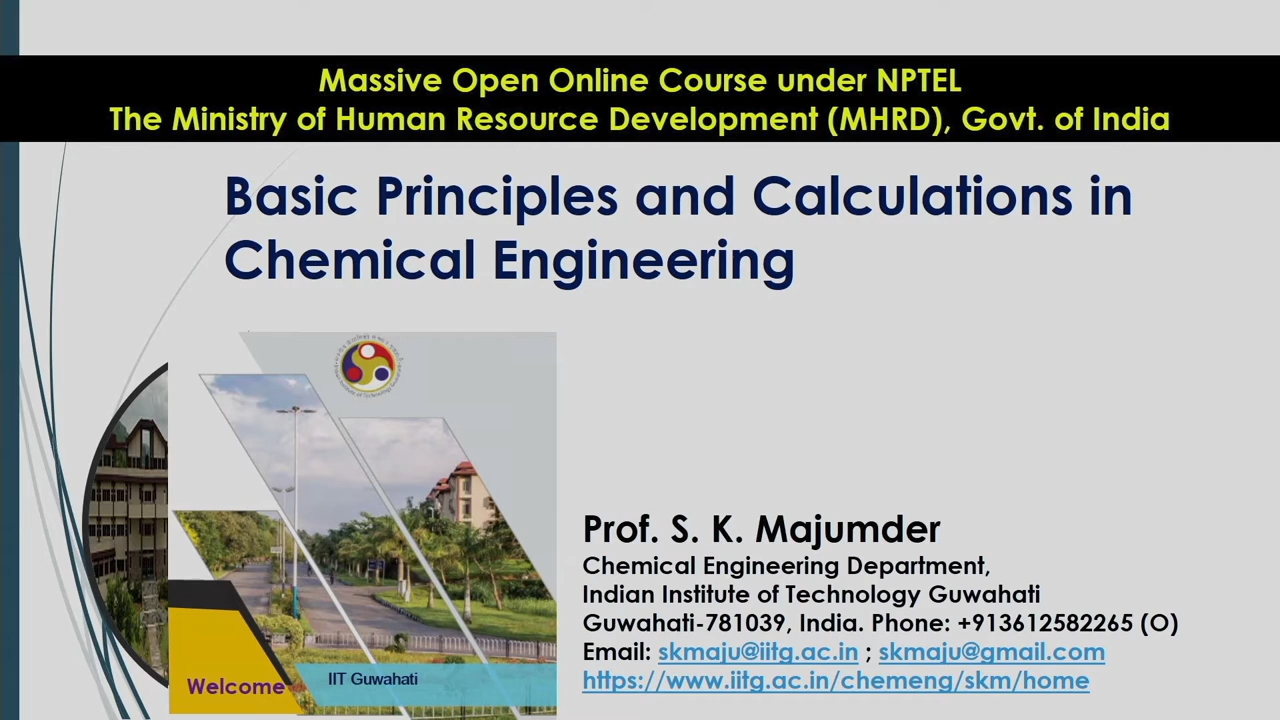 Massive Open Online Course under NPTEL
The Ministry of Human Resource Development (MHRD), Govt. of India
Basic Principles and Calculations in
Chemical Engineering
Prof. S. K. Majumder
Chemical Engineering Department,
Indian Institute of Technology Guwahati
Guwahati-781039, India. Phone: +913612582265 (O)
Email: skmaju@iitg.ac.in ; skmaju@gmail.com
https://www.iitg.ac.in/chemeng/skm/home
Welcome
IIT Guwahati